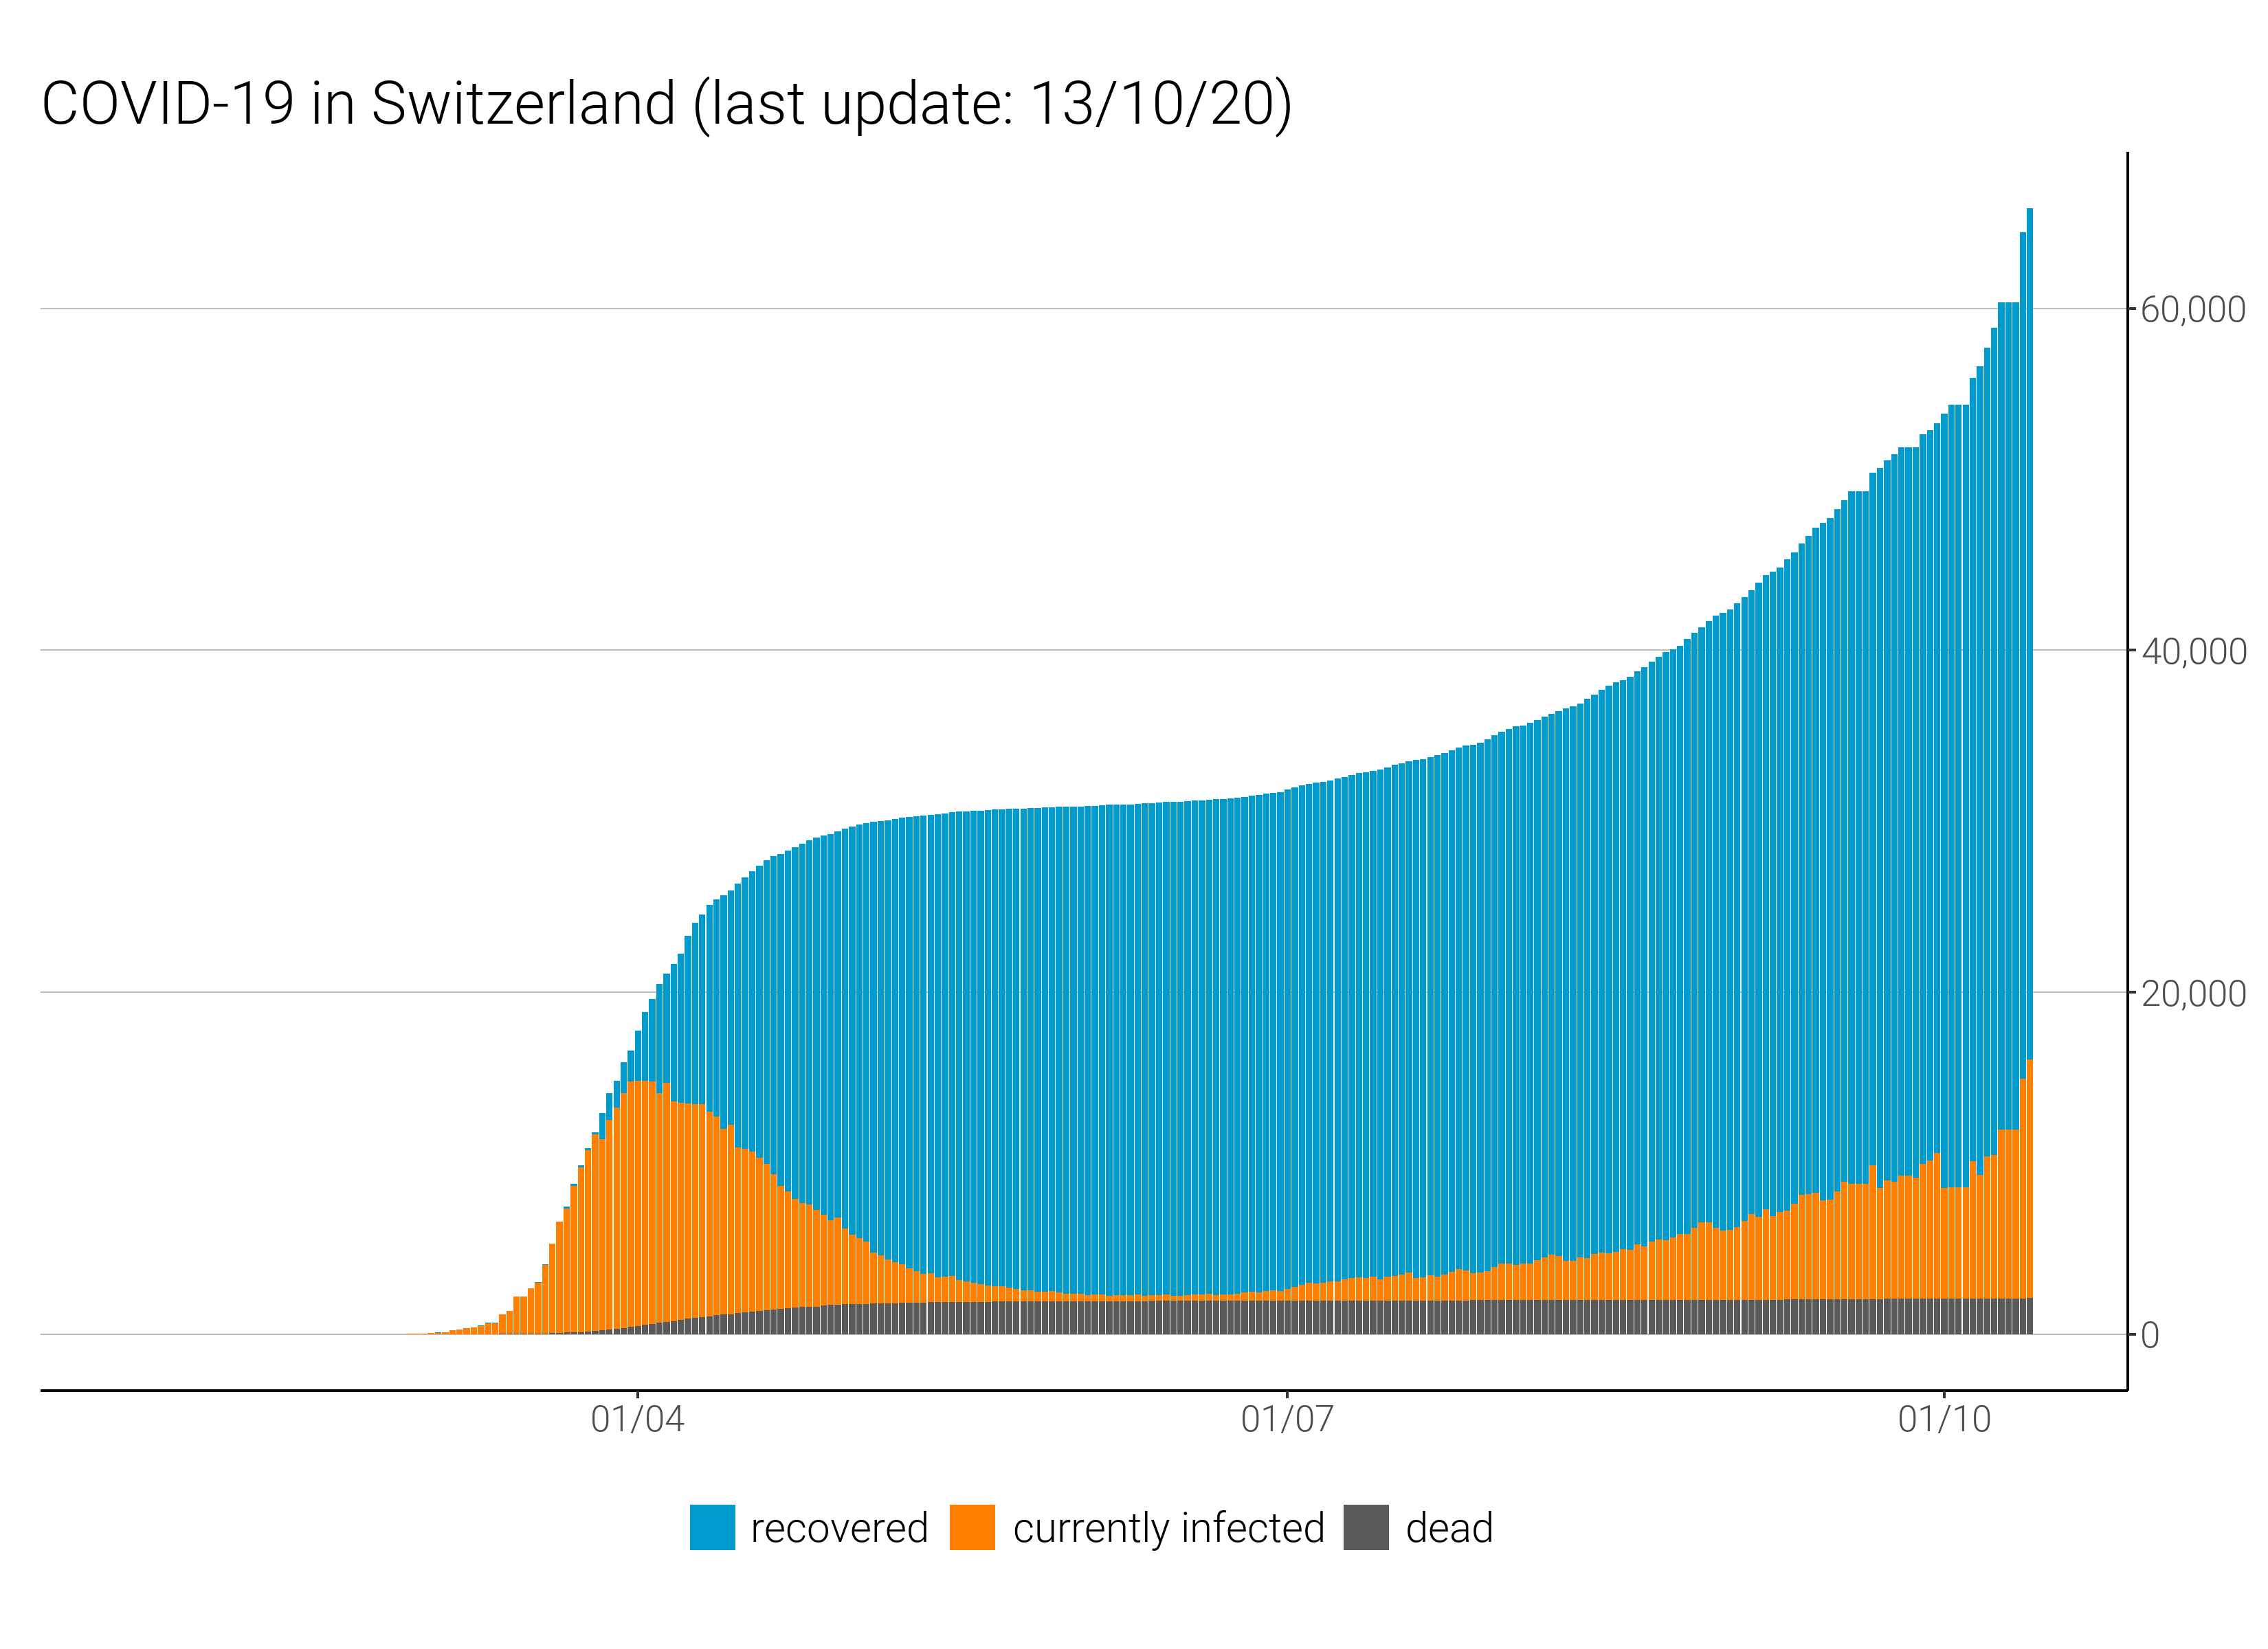 COVID-19 in Switzerland (last update: 13/10/20)
60,000
40,000
20,000
0
01/04 01/07 01/10
recovered currently infected dead